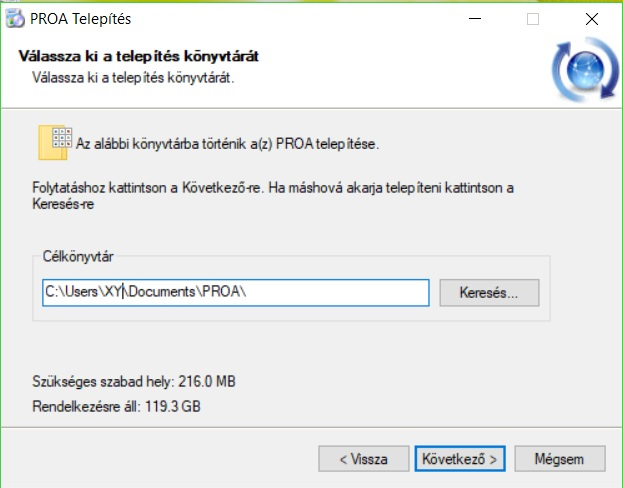 PROA Telepítés
Válassza ki a telepítés könyvtárát
Válassza ki a telepítés könyvtárát.
Az alábbi könyvtárba történik a(z) PROA telepítése.
Folytatáshoz kattintson a Következő-re. Ha máshová akarja telepíteni kattintson a
Keresés-re
Célkönyvtár
C:\Users\XY\Documents\PROA\
Keresés...
Szükséges szabad hely: 216.0 MB
Rendelkezésre áll: 119.3 GB
< Vissza
Következő >
Mégsem